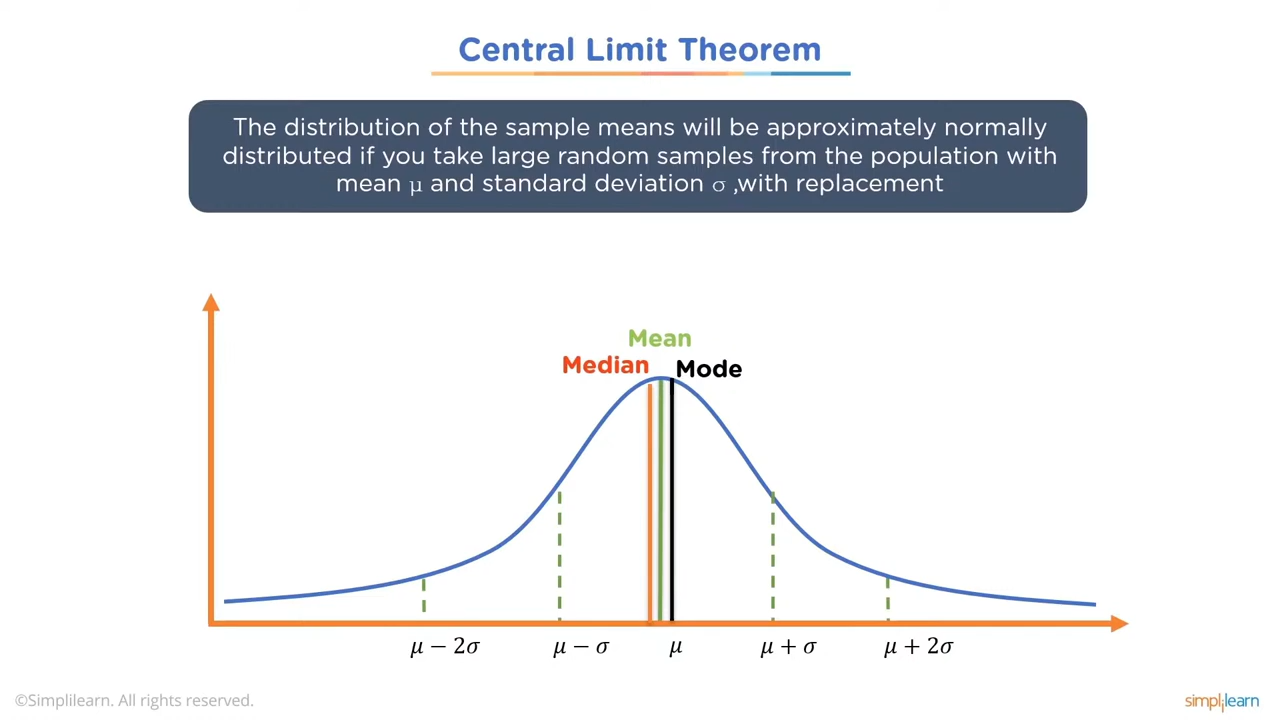 Central Limit Theorem
The distribution of the sample means will be approximately normally
distributed if you take large random samples from the population with
mean μ and standard deviation σ ,with replacement
Mean
Median
Mode
μ − 2σ
μ − σ
μ
μ + σ
μ + 2σ
©Simplilearn. All rights reserved.
simplilearn